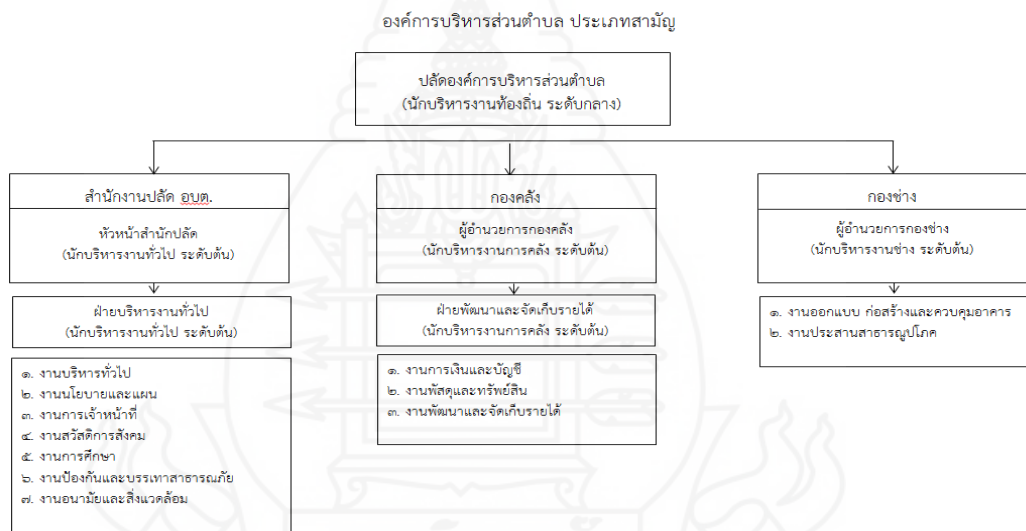 องค์การบริหารส่วนตำบล ประเภทสามัญ
ปลัดองค์การบริหารส่วนตำบล
(นักบริหารงานท้องถิ่น ระดับกลาง)
สำนักงานปลัด อบต.
หัวหน้าสำนักปลัด
(นักบริหารงานทั่วไป ระดับต้น)
ฝ่ายบริหารงานทั่วไป
(นักบริหารงานทั่วไป ระดับต้น)
๑. งานบริหารทั่วไป
๒. งานนโยบายและแผน
๓. งานการเจ้าหน้าที่
๔. งานสวัสดิการสังคม
๕. งานการศึกษา
๖. งานป้องกันและบรรเทาสาธารณภัย
๗. งานอนามัยและสิ่งแวดล้อม
กองคลัง
ผู้อำนวยการกองคลัง
(นักบริหารงานการคลัง ระดับต้น)
ฝ่ายพัฒนาและจัดเก็บรายได้
(นักบริหารงานการคลัง ระดับต้น)
๑. งานการเงินและบัญชี
๒. งานพัสดุและทรัพย์สิน
๓. งานพัฒนาและจัดเก็บรายได้
กองช่าง
ผู้อำนวยการกองช่าง
(นักบริหารงานช่าง ระดับต้น)
๑. งานออกแบบ ก่อสร้างและควบคุมอาคาร
๒. งานประสานสาธารณูปโภค